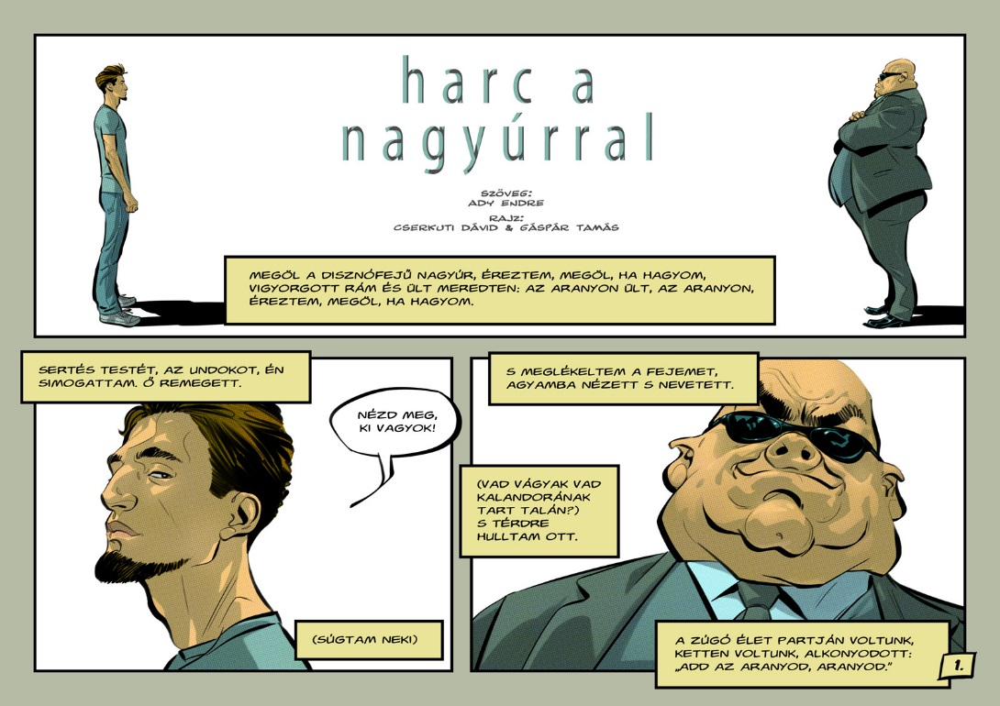 harc a
nagyúrral
SZÖVEG:
ADY ENDRE
RAJZ:
CSERKUTI DÁVID & GÁSPÁR TAMÁS
MEGÖL A DISZNÓFEJŰ NAGYÚR, ÉREZTEM, MEGÖL, HA HAGYOM,
VIGYORGOTT RÁM ÉS ÜLT MEREDTEN: AZ ARANYON ÜLT, AZ ARANYON,
ÉREZTEM, MEGÖL, HA HAGYOM.
SERTÉS TESTÉT, AZ UNDOKOT, ÉN
SIMOGATTAM. Ő REMEGETT.
NÉZD MEG,
KI VAGYOK!
(SÚGTAM NEKI)
S MEGLÉKELTEM A FEJEMET,
AGYAMBA NÉZETT S NEVETETT.
(VAD VÁGYAK VAD
KALANDORÁNAK
TART TALÁN?)
S TÉRDRE
HULLTAM OTT.
A ZÚGÓ ÉLET PARTJÁN VOLTUNK,
KETTEN VOLTUNK, ALKONYODOTT:
„ADD AZ ARANYOD, ARANYOD."
1.